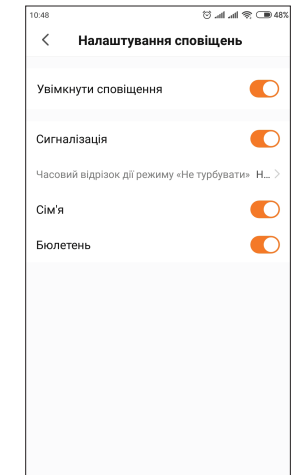 10:48 48%
Налаштування сповіщень
Увімкнути сповіщення
Сигналізація
Часовий відрізок дії режиму «Не турбувати» Н...
Сім'я
Бюлетень